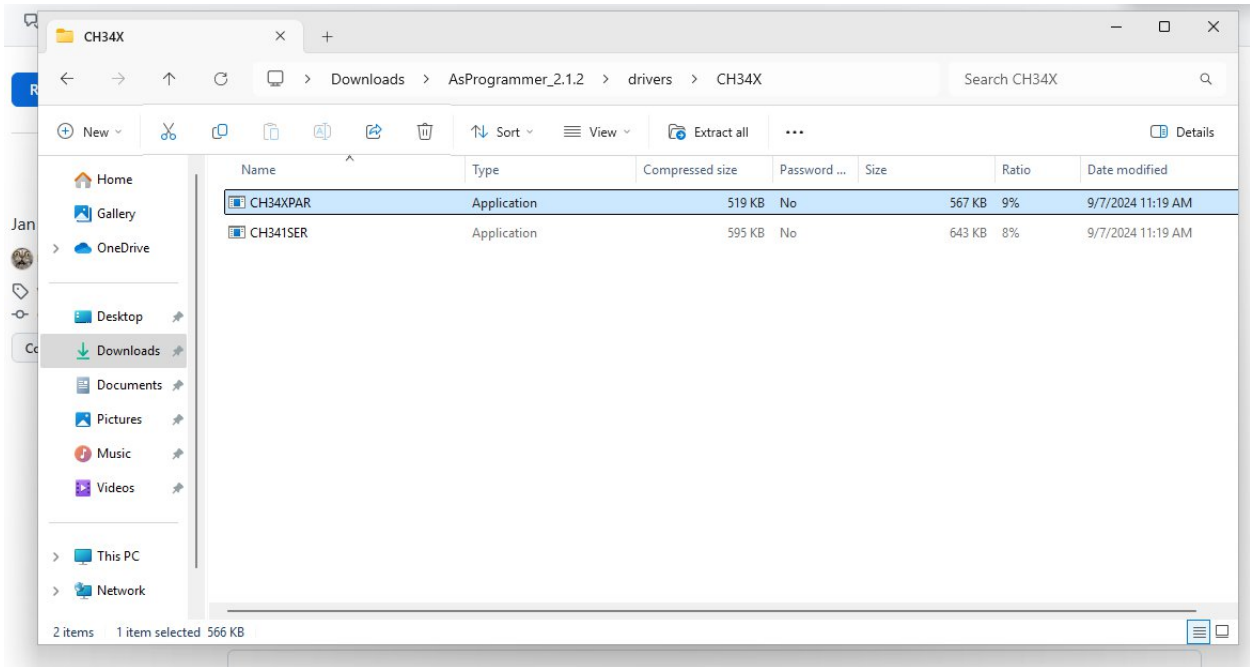 CH34X
Downloads > AsProgrammer_2.1.2 > drivers > CH34X
Search CH34X
New
Sort
View
Extract all
Details
Name Type Compressed size Password ... Size Ratio Date modified
CH34XPAR Application 519 KB No 567 KB 9% 9/7/2024 11:19 AM
CH341SER Application 595 KB No 643 KB 8% 9/7/2024 11:19 AM
Home
Gallery
OneDrive
Desktop
Downloads
Documents
Pictures
Music
Videos
This PC
Network
2 items 1 item selected 566 KB
R
Jan
Co